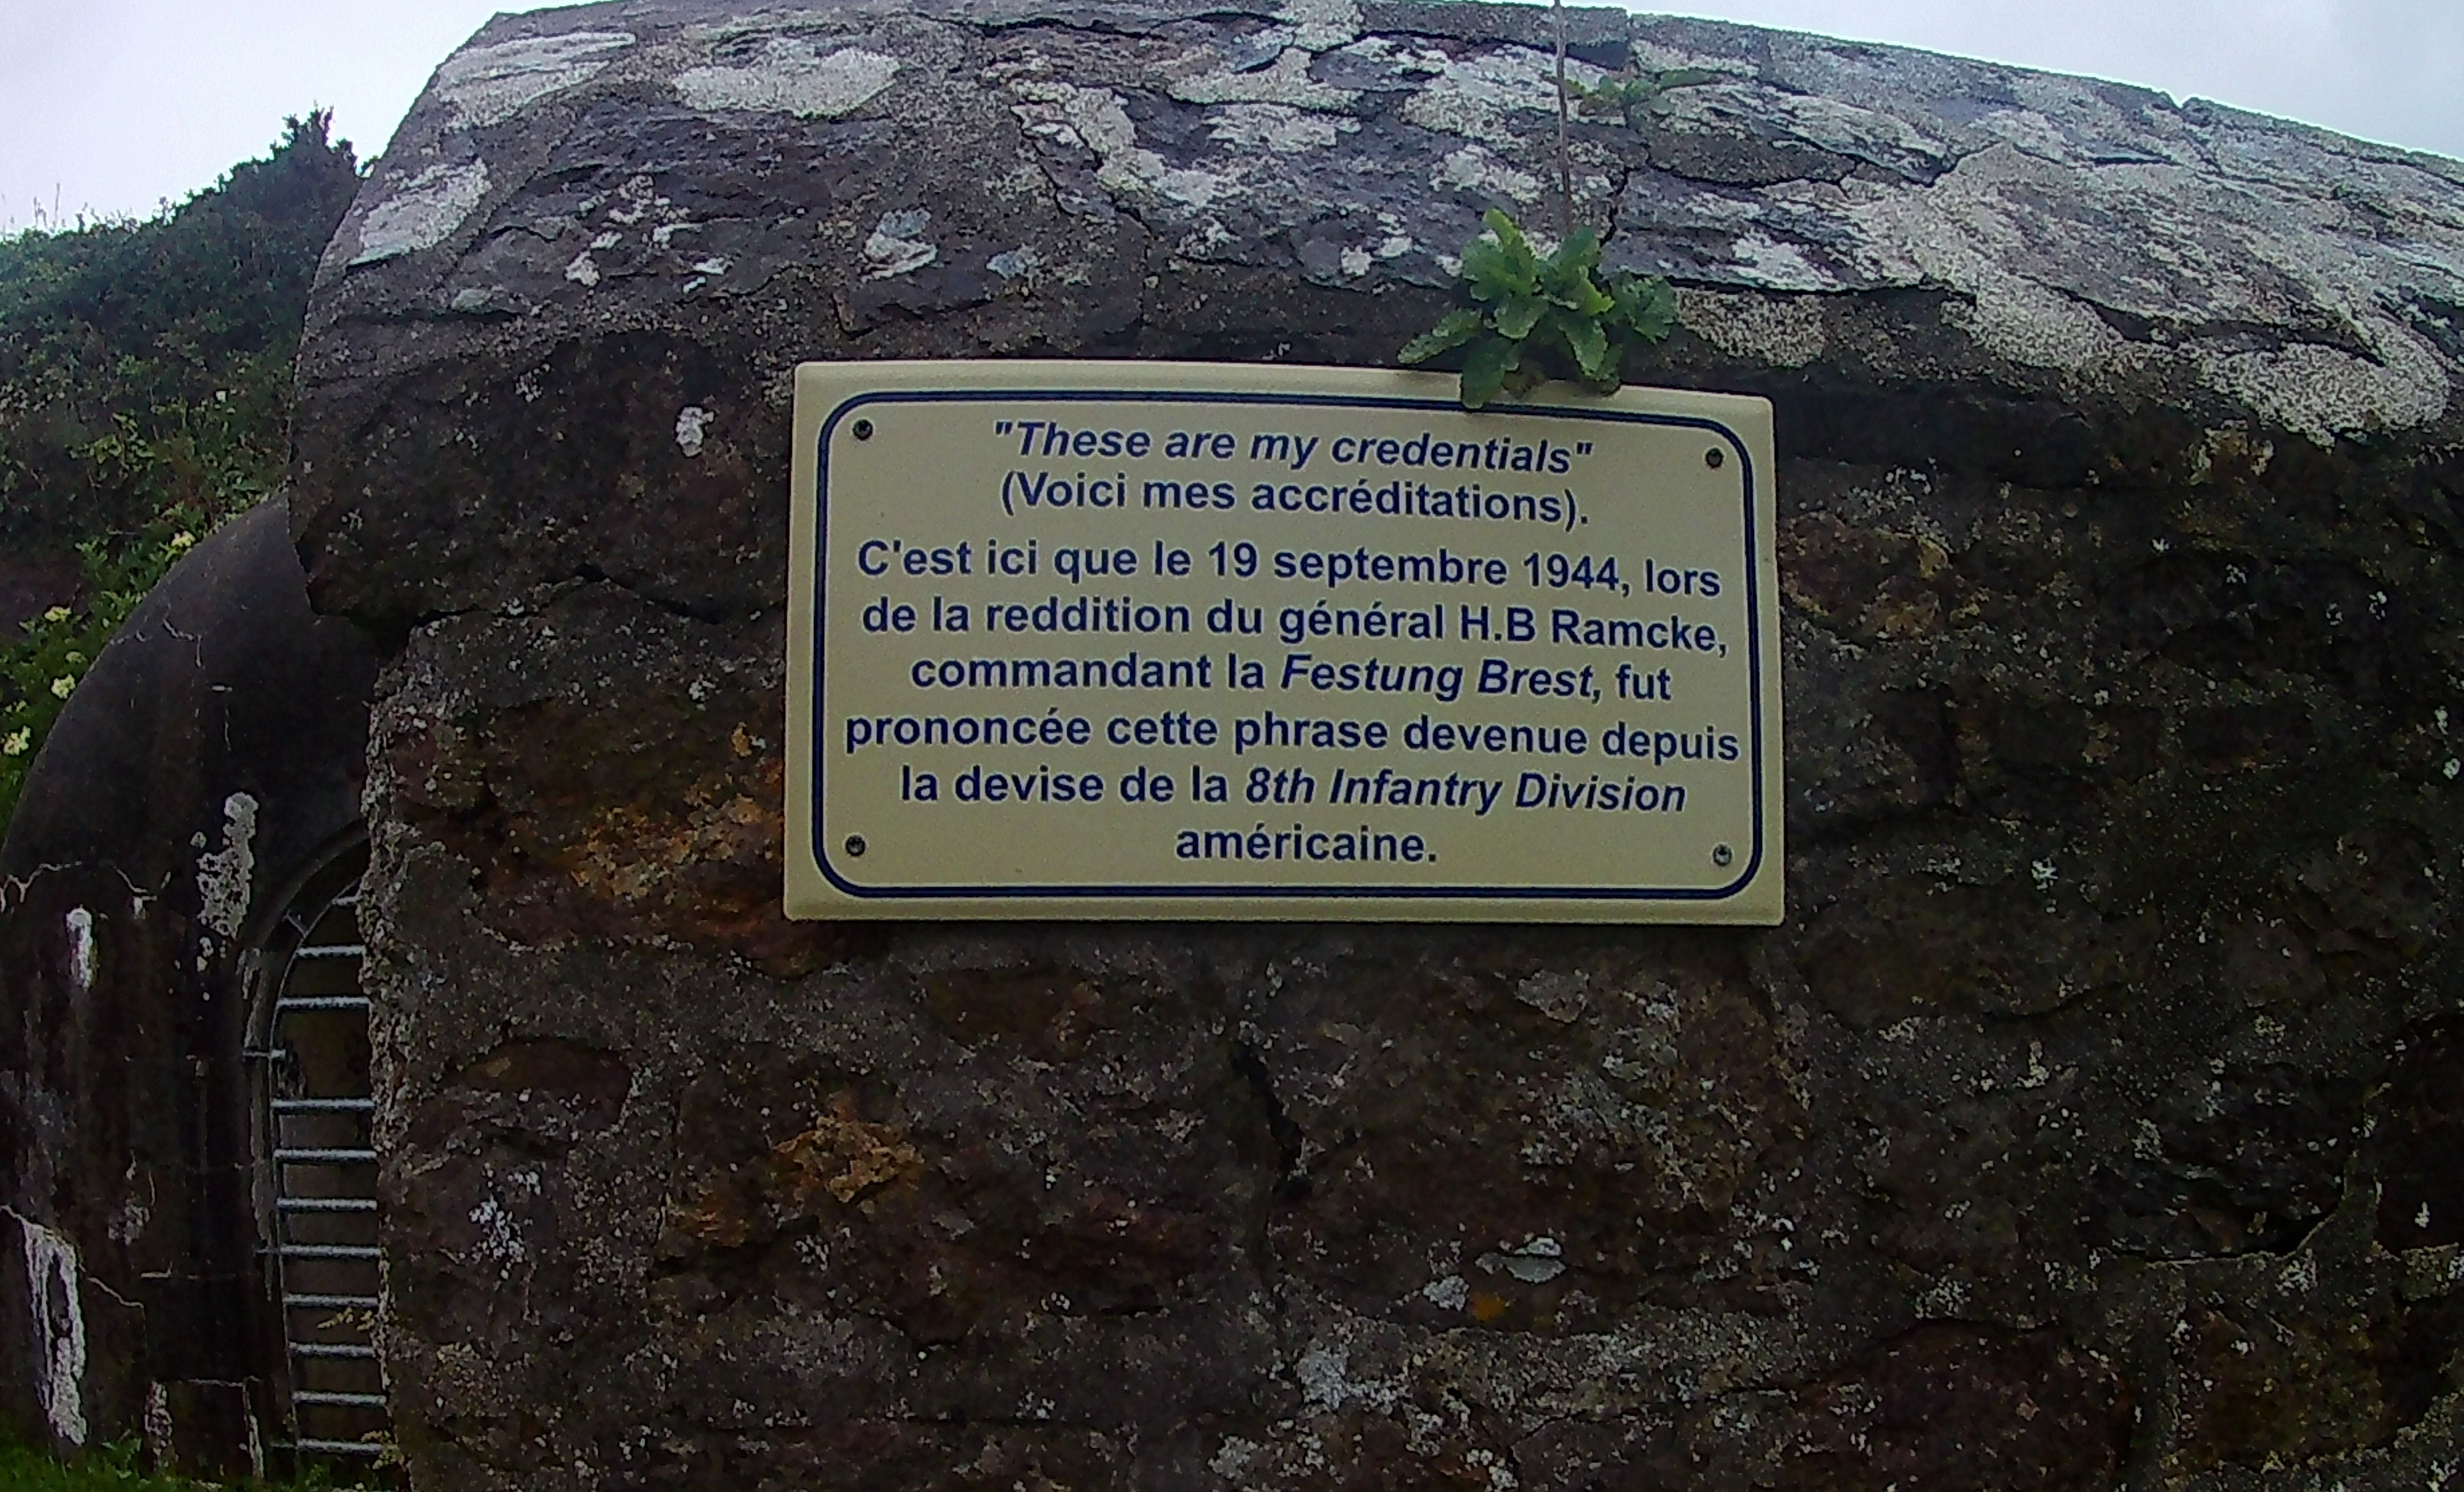 "These are my credentials"
(Voici mes accréditations).
C'est ici que le 19 septembre 1944, lors
de la reddition du général H.B Ramcke,
commandant la Festung Brest, fut
prononcée cette phrase devenue depuis
la devise de la 8th Infantry Division
américaine.